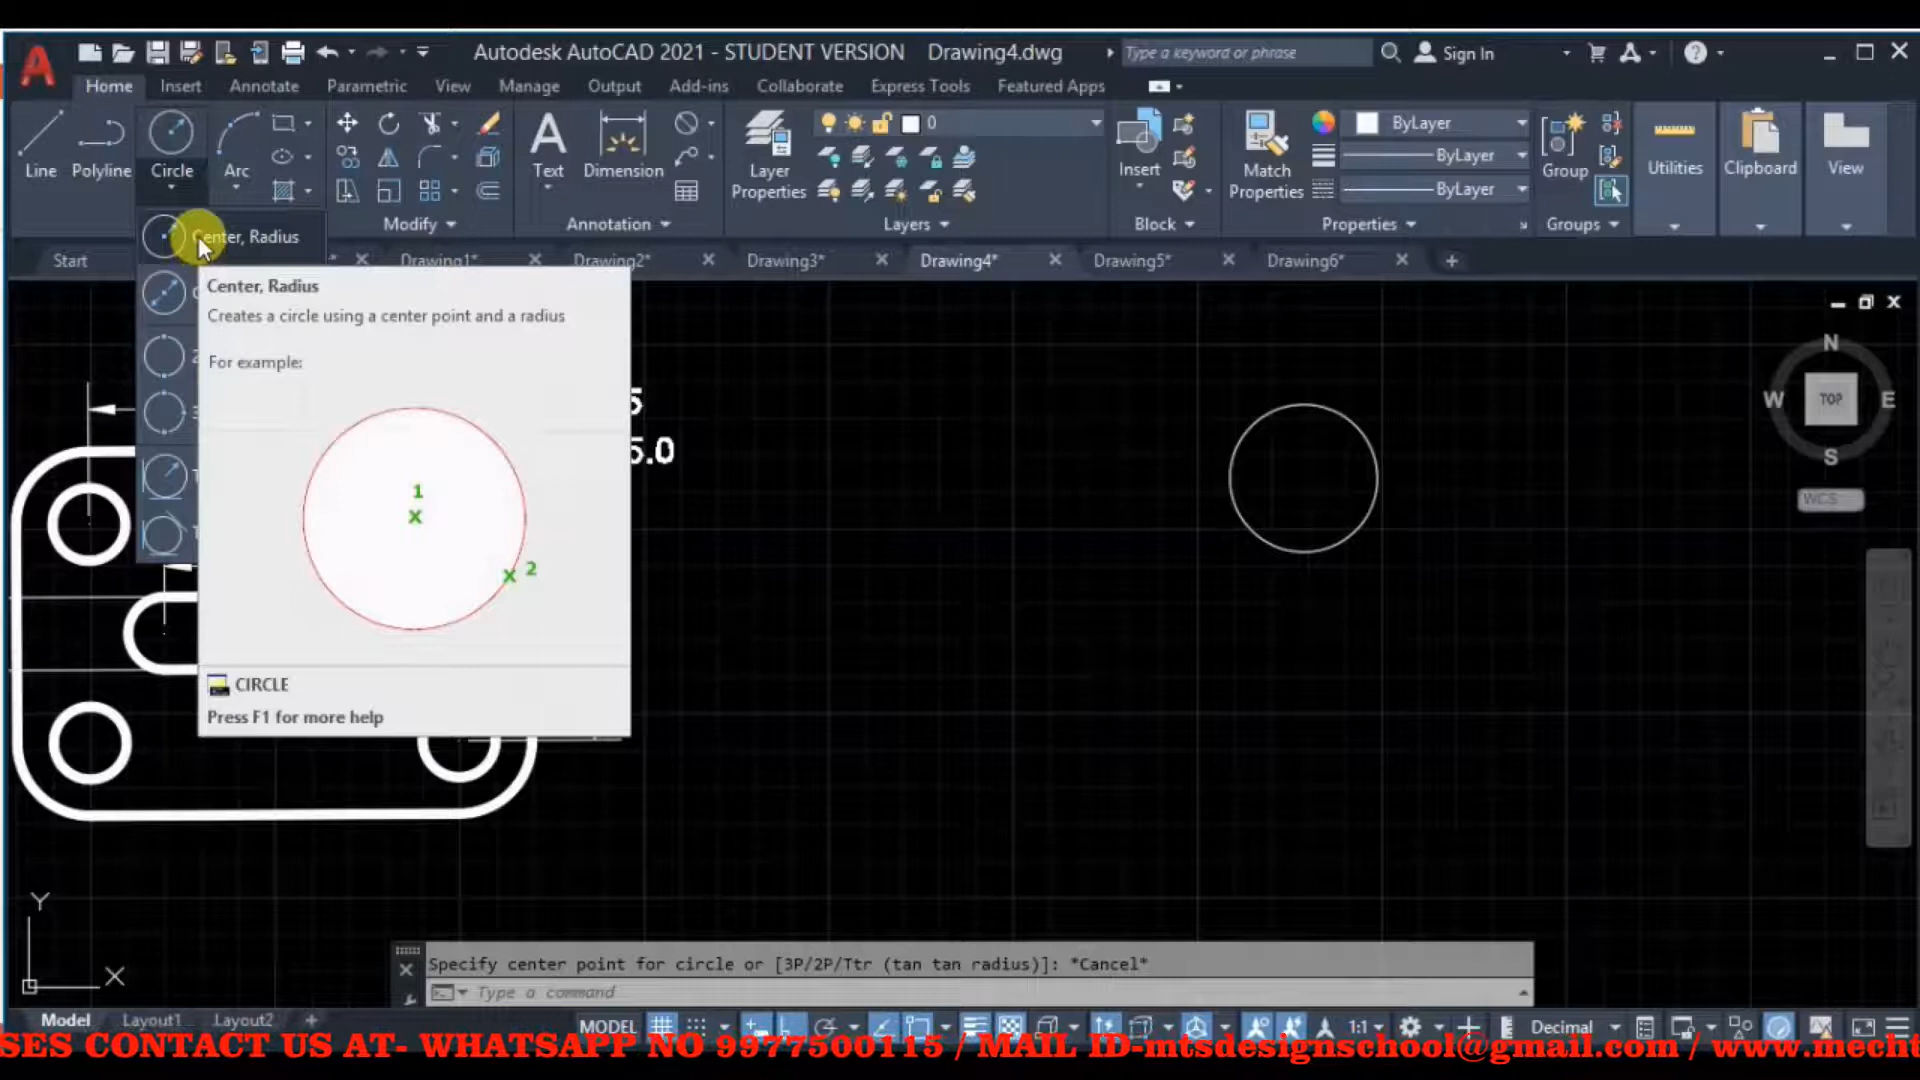 Autodesk AutoCAD 2021 - STUDENT VERSION Drawing4.dwg
Type a keyword or phrase
Sign In
Home Insert Annotate Parametric View Manage Output Add-ins Collaborate Express Tools Featured Apps
Line Polyline Circle Arc
Text Dimension
Layer Properties
0
Insert
Match Properties
ByLayer
ByLayer
ByLayer
Group
Utilities
Clipboard
View
Modify Annotation Layers Block Properties Groups
Center, Radius
Start Drawing1* Drawing2* Drawing3* Drawing4* Drawing5* Drawing6*
Center, Radius
Creates a circle using a center point and a radius
For example:
1
2
CIRCLE
Press F1 for more help
5
5.0
N
W TOP E
S
WCS
Y
X
Specify center point for circle or [3P/2P/Ttr (tan tan radius)]: *Cancel*
Type a command
Model Layout1 Layout2
MODEL 1:1 Decimal
SES CONTACT US AT- WHATSAPP NO 9977500115 / MAIL ID-mtsdesignschool@gmail.com / www.mecht